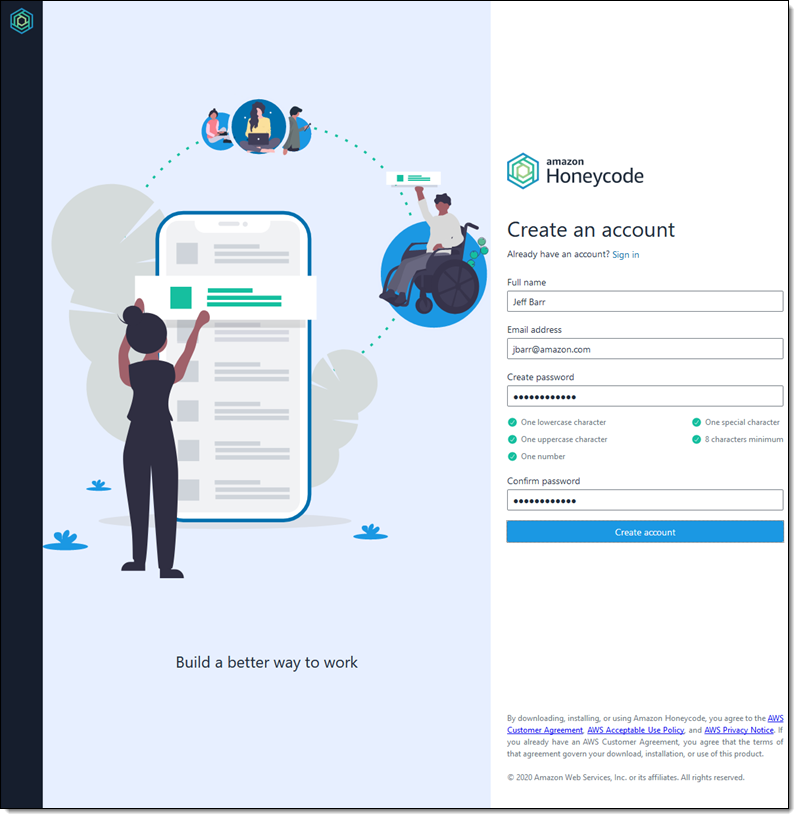 amazon
Honeycode
Create an account
Already have an account? Sign in
Full name
Jeff Barr
Email address
jbarr@amazon.com
Create password
••••••••••••
One lowercase character
One special character
One uppercase character
8 characters minimum
One number
Confirm password
••••••••••••
Create account
Build a better way to work
By downloading, installing, or using Amazon Honeycode, you agree to the AWS
Customer Agreement, AWS Acceptable Use Policy, and AWS Privacy Notice. If
you already have an AWS Customer Agreement, you agree that the terms of
that agreement govern your download, installation, or use of this product.
© 2020 Amazon Web Services, Inc. or its affiliates. All rights reserved.